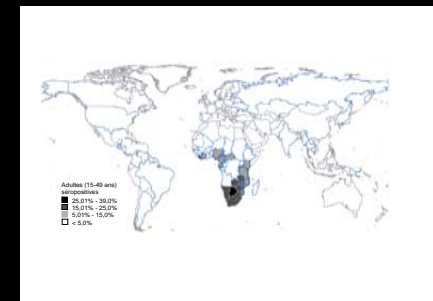 Adultes (15-49 ans)
séropositives
25,01% - 39,0%
15,01% - 25,0%
5,01% - 15,0%
< 5,0%